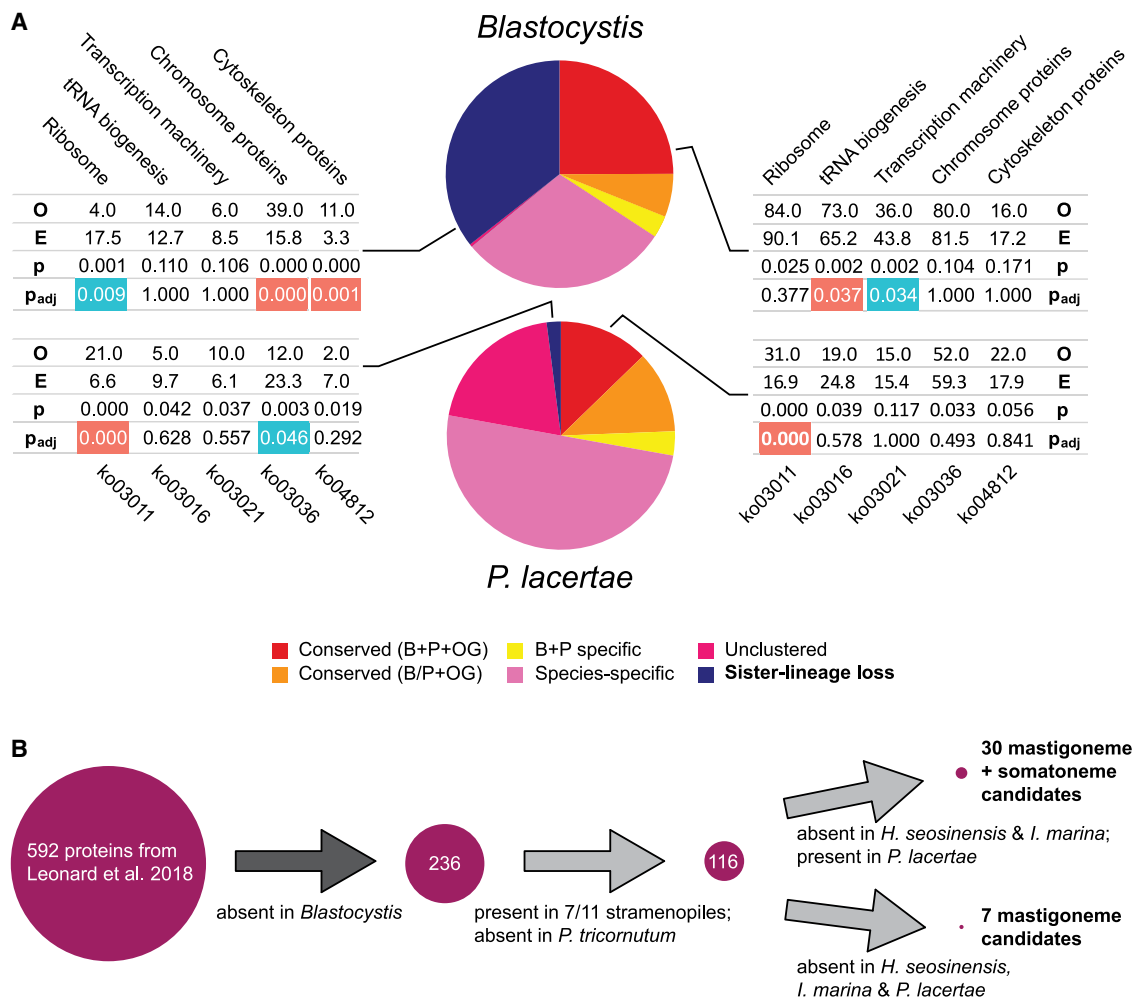 A
Blastocystis
Ribosome
tRNA biogenesis
Transcription machinery
Chromosome proteins
Cytoskeleton proteins
O 4.0 14.0 6.0 39.0 11.0
E 17.5 12.7 8.5 15.8 3.3
p 0.001 0.110 0.106 0.000 0.000
padj 0.009 1.000 1.000 0.000 0.001
O 21.0 5.0 10.0 12.0 2.0
E 6.6 9.7 6.1 23.3 7.0
p 0.000 0.042 0.037 0.003 0.019
padj 0.000 0.628 0.557 0.046 0.292
ko03011
ko03016
ko03021
ko03036
ko04812
Ribosome
tRNA biogenesis
Transcription machinery
Chromosome proteins
Cytoskeleton proteins
84.0 73.0 36.0 80.0 16.0 O
90.1 65.2 43.8 81.5 17.2 E
0.025 0.002 0.002 0.104 0.171 p
0.377 0.037 0.034 1.000 1.000 padj
31.0 19.0 15.0 52.0 22.0 O
16.9 24.8 15.4 59.3 17.9 E
0.000 0.039 0.117 0.033 0.056 p
0.000 0.578 1.000 0.493 0.841 padj
ko03011
ko03016
ko03021
ko03036
ko04812
P. lacertae
Conserved (B+P+OG)
B+P specific
Unclustered
Conserved (B/P+OG)
Species-specific
Sister-lineage loss
B
592 proteins from
Leonard et al. 2018
absent in Blastocystis
236
present in 7/11 stramenopiles;
absent in P. tricornutum
116
30 mastigoneme
+ somatoneme
candidates
absent in H. seosinensis & I. marina;
present in P. lacertae
7 mastigoneme
candidates
absent in H. seosinensis,
I. marina & P. lacertae